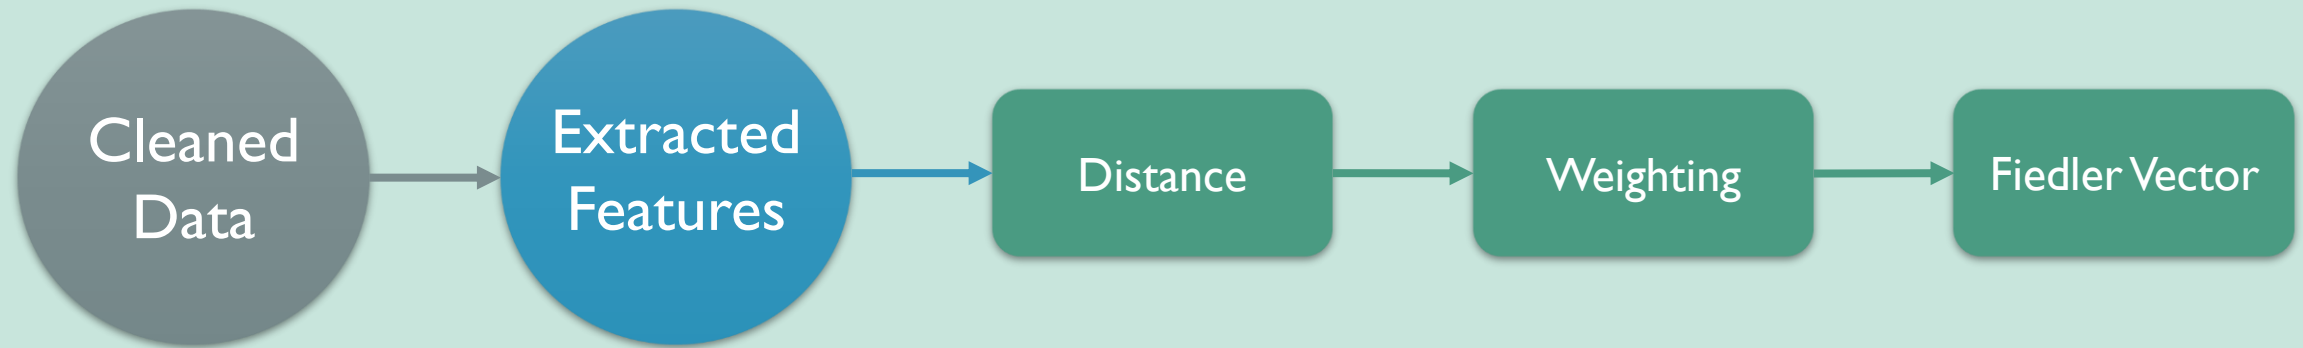 Cleaned
Data
Extracted
Features
Distance
Weighting
Fiedler Vector